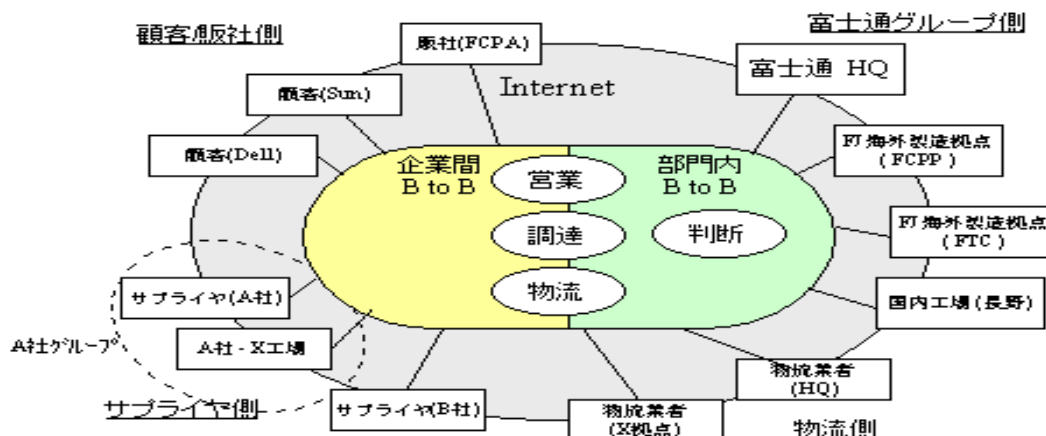 顧客/販社側
富士通グループ側
販社(FCPA)
富士通 HQ
Internet
顧客(Sun)
顧客(Dell)
FJ海外製造拠点
( FCPP )
企業間
B to B
営業
部門内
B to B
調達
判断
FJ海外製造拠点
( FTC )
物流
サプライヤ(A社)
国内工場(長野)
A社グループ
A社 - X工場
物流業者
(HQ)
サプライヤ側
サプライヤ(B社)
物流業者
(X拠点)
物流側